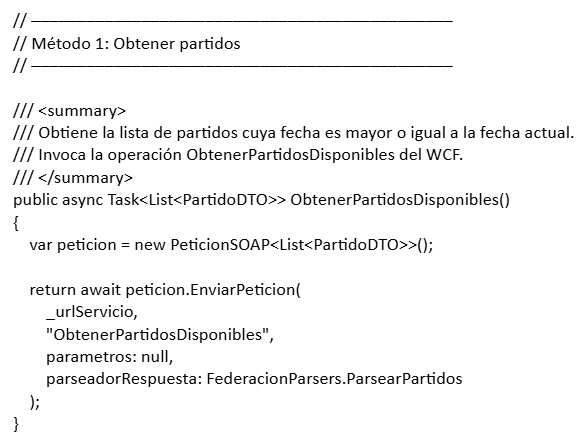 // ───────────────────────────────────────────────
// Método 1: Obtener partidos
// ───────────────────────────────────────────────
/// <summary>
/// Obtiene la lista de partidos cuya fecha es mayor o igual a la fecha actual.
/// Invoca la operación ObtenerPartidosDisponibles del WCF.
/// </summary>
public async Task<List<PartidoDTO>> ObtenerPartidosDisponibles()
{
var peticion = new PeticionSOAP<List<PartidoDTO>>();
return await peticion.EnviarPeticion(
_urlServicio,
"ObtenerPartidosDisponibles",
parametros: null,
parseadorRespuesta: FederacionParsers.ParsearPartidos
);
}